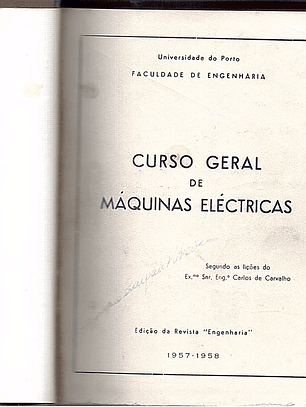 Universidade do Porto
FACULDADE DE ENGENHARIA
CURSO GERAL
DE
MÁQUINAS ELÉCTRICAS
Segundo as lições do
Ex.mo Snr. Eng.º Carlos de Carvalho
Edição da Revista "Engenharia"
1957-1958